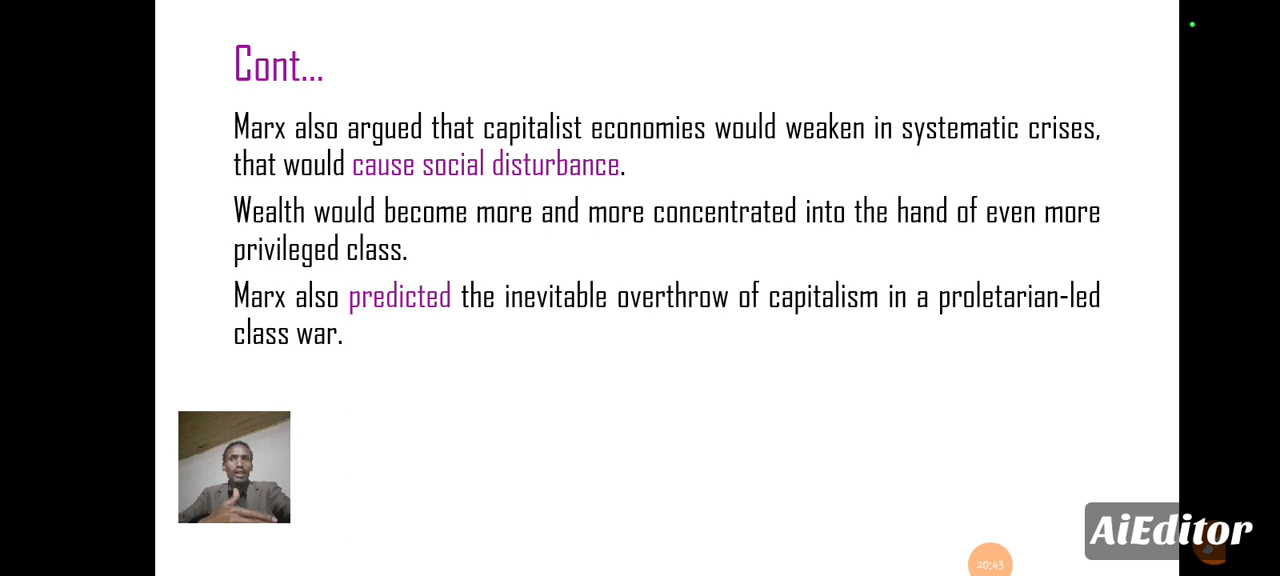 Cont...
Marx also argued that capitalist economies would weaken in systematic crises,
that would cause social disturbance.
Wealth would become more and more concentrated into the hand of even more
privileged class.
Marx also predicted the inevitable overthrow of capitalism in a proletarian-led
class war.
AiEditor
20:43